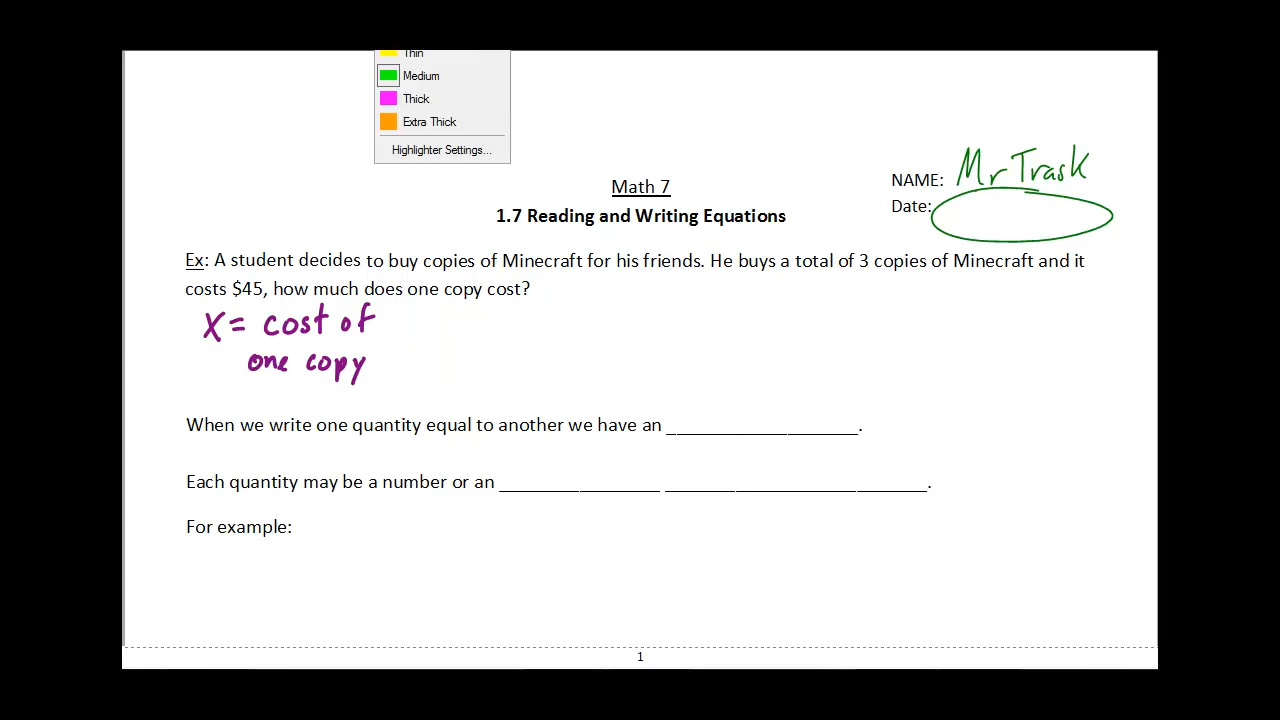 Thin
Medium
Thick
Extra Thick
Highlighter Settings...
NAME: Mr Trask
Math 7
Date:
1.7 Reading and Writing Equations
Ex: A student decides to buy copies of Minecraft for his friends. He buys a total of 3 copies of Minecraft and it
costs $45, how much does one copy cost?
X = cost of
one copy
When we write one quantity equal to another we have an ___________________.
Each quantity may be a number or an ________________ __________________________.
For example:
1